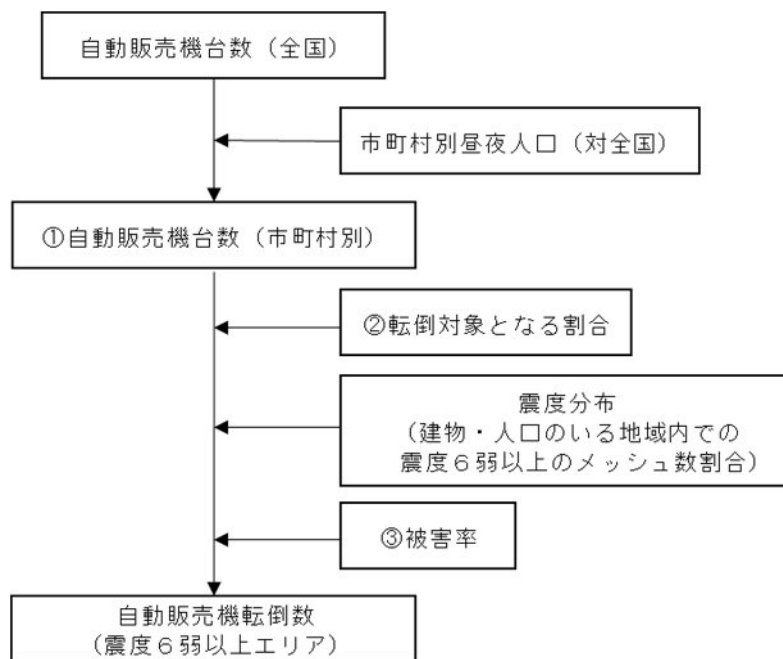 自動販売機台数（全国）
市町村別昼夜人口（対全国）
①自動販売機台数（市町村別）
②転倒対象となる割合
震度分布
（建物・人口のいる地域内での
震度６弱以上のメッシュ数割合）
③被害率
自動販売機転倒数
（震度６弱以上エリア）